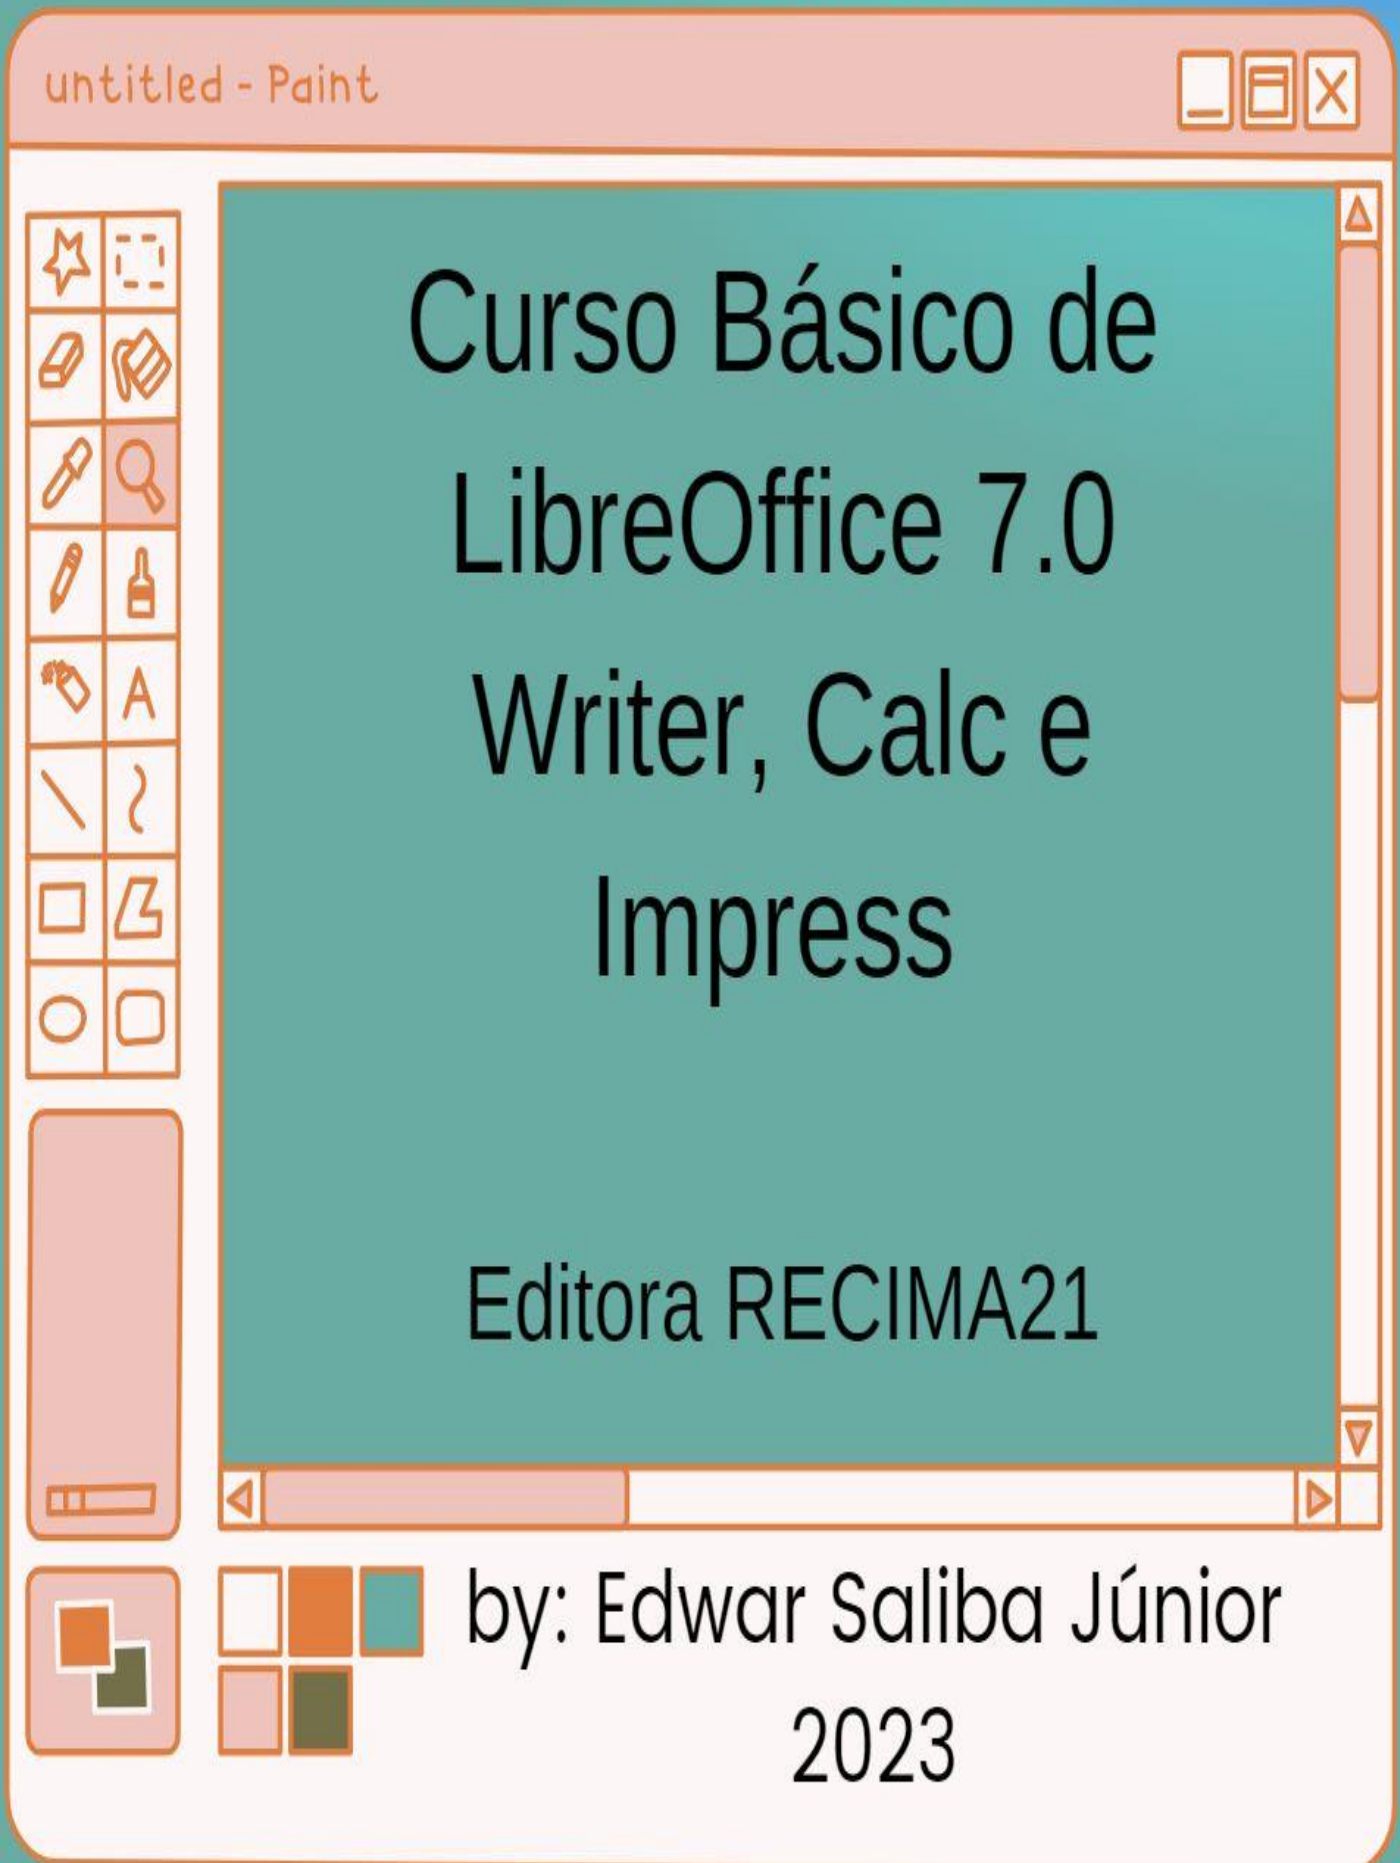 untitled - Paint
A
Curso Básico de
LibreOffice 7.0
Writer, Calc e
Impress
Editora RECIMA21
by: Edwar Saliba Júnior
2023